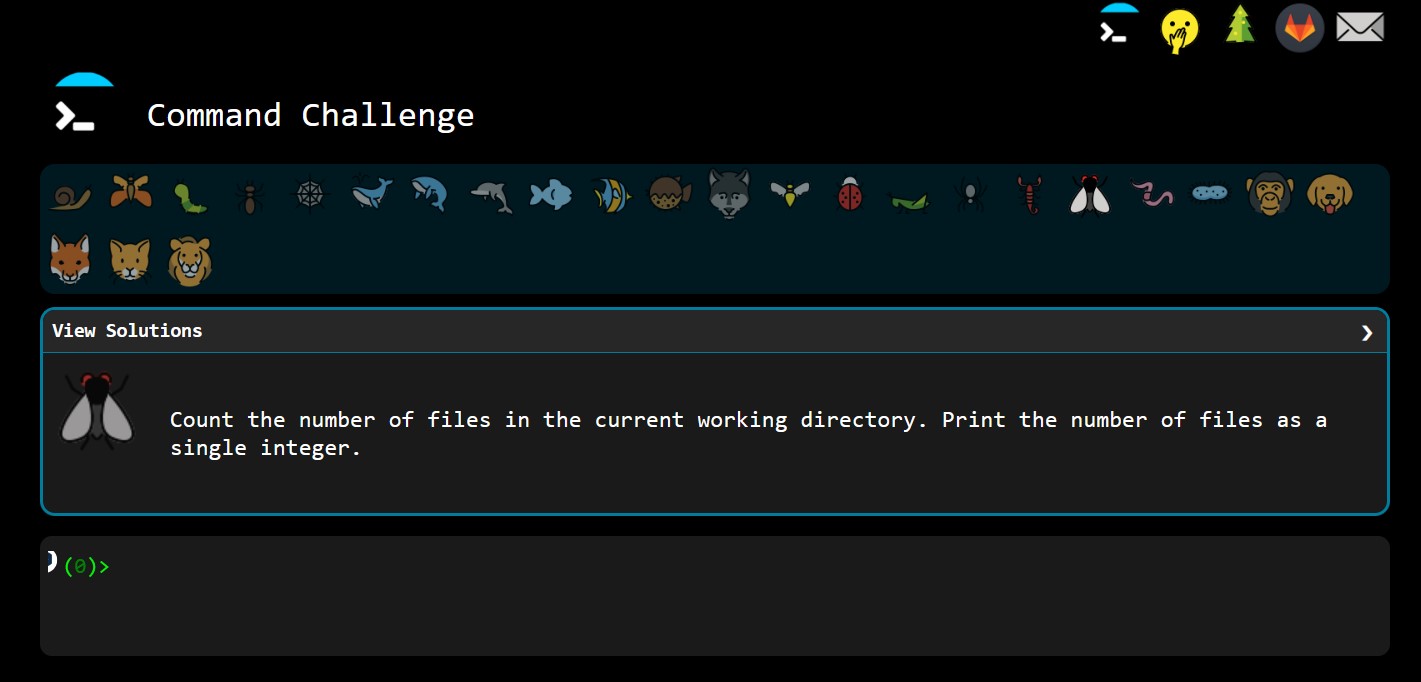 Command Challenge
View Solutions
Count the number of files in the current working directory. Print the number of files as a
single integer.
(0)>